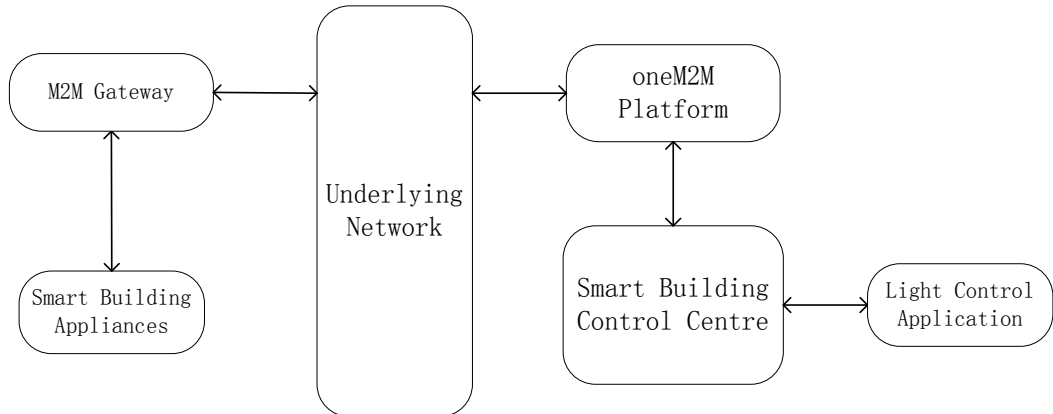 M2M Gateway
Smart Building
Appliances
Underlying
Network
oneM2M
Platform
Smart Building
Control Centre
Light Control
Application